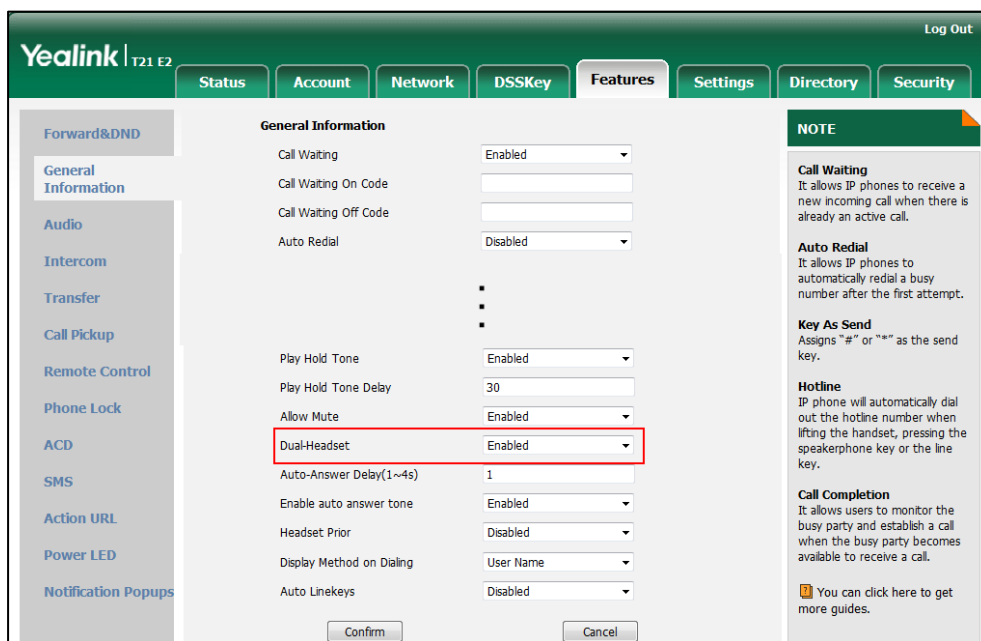 Log Out
Yealink T21 E2
Status Account Network DSSKey Features Settings Directory Security
Forward&DND
General
Information
Audio
Intercom
Transfer
Call Pickup
Remote Control
Phone Lock
ACD
SMS
Action URL
Power LED
Notification Popups
General Information
Call Waiting Enabled
Call Waiting On Code
Call Waiting Off Code
Auto Redial Disabled
Play Hold Tone Enabled
Play Hold Tone Delay 30
Allow Mute Enabled
Dual-Headset Enabled
Auto-Answer Delay(1~4s) 1
Enable auto answer tone Enabled
Headset Prior Disabled
Display Method on Dialing User Name
Auto Linekeys Disabled
Confirm Cancel
NOTE
Call Waiting
It allows IP phones to receive a
new incoming call when there is
already an active call.
Auto Redial
It allows IP phones to
automatically redial a busy
number after the first attempt.
Key As Send
Assigns "#" or "*" as the send
key.
Hotline
IP phone will automatically dial
out the hotline number when
lifting the handset, pressing the
speakerphone key or the line
key.
Call Completion
It allows users to monitor the
busy party and establish a call
when the busy party becomes
available to receive a call.
You can click here to get
more guides.